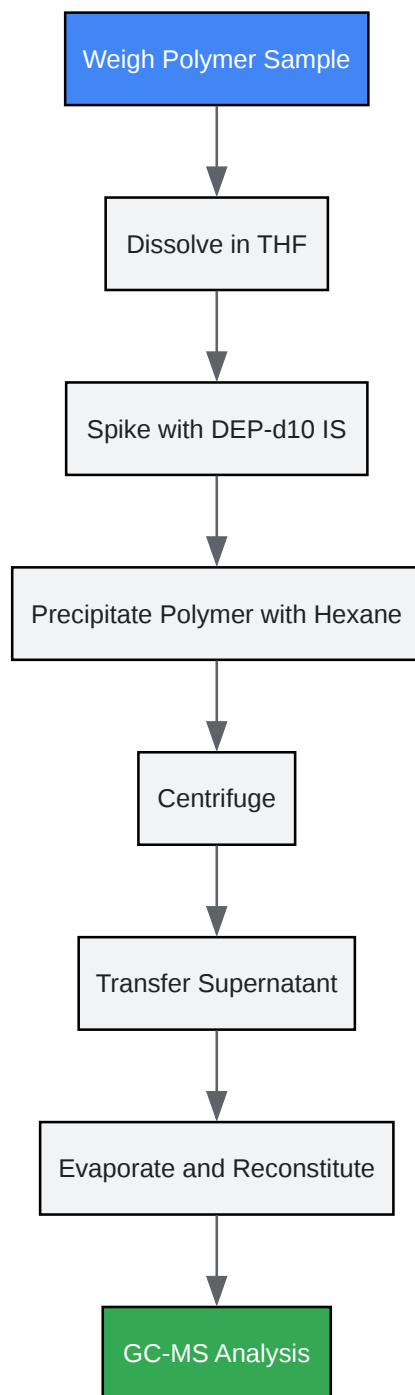 Weigh Polymer Sample
Dissolve in THF
Spike with DEP-d10 IS
Precipitate Polymer with Hexane
Centrifuge
Transfer Supernatant
Evaporate and Reconstitute
GC-MS Analysis